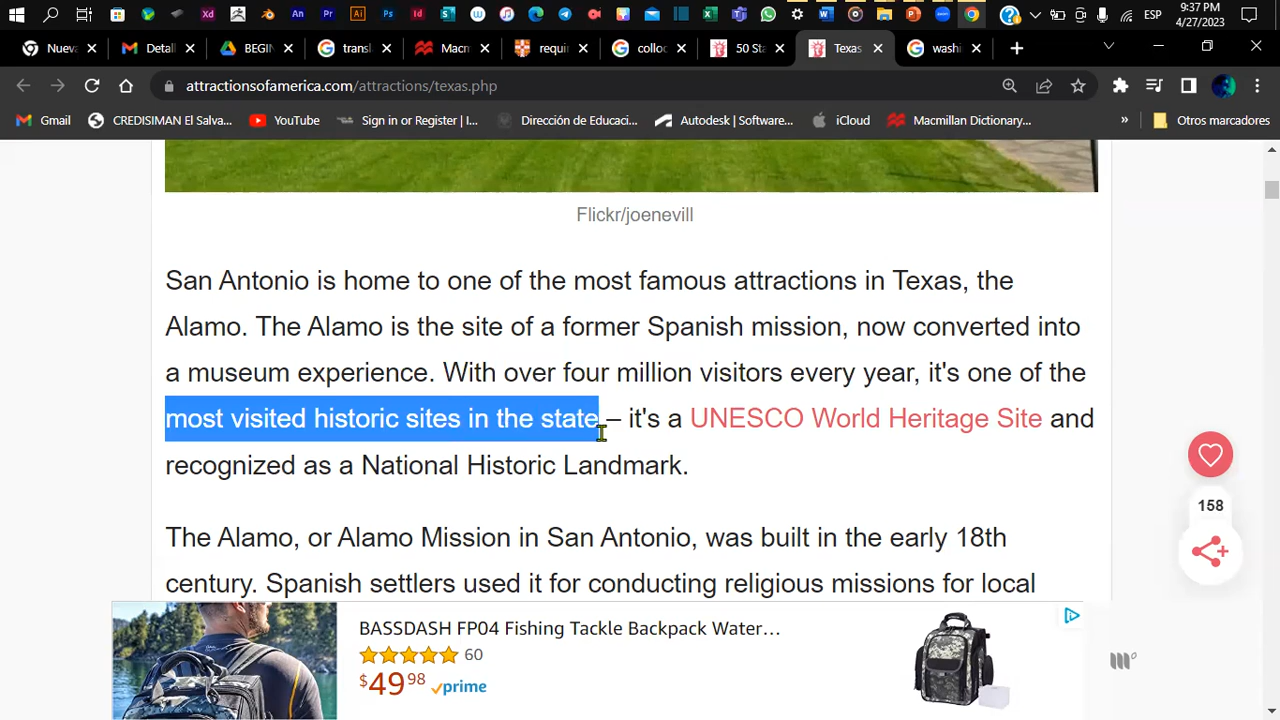 Xd
An
Pr
Ai
Ps
Id
ESP
9:37 PM
4/27/2023
Nueva
Detall
BEGIN
transl
Macm
requir
colloc
50 Sta
Texas
washi
attractionsofamerica.com/attractions/texas.php
Gmail
CREDISIMAN El Salva...
YouTube
Sign in or Register | I...
Dirección de Educaci...
Autodesk | Software...
iCloud
Macmillan Dictionary...
»
Otros marcadores
Flickr/joenevill
San Antonio is home to one of the most famous attractions in Texas, the
Alamo. The Alamo is the site of a former Spanish mission, now converted into
a museum experience. With over four million visitors every year, it's one of the
most visited historic sites in the state – it's a UNESCO World Heritage Site and
recognized as a National Historic Landmark.
158
The Alamo, or Alamo Mission in San Antonio, was built in the early 18th
century. Spanish settlers used it for conducting religious missions for local
BASSDASH FP04 Fishing Tackle Backpack Water...
60
$49.98 prime